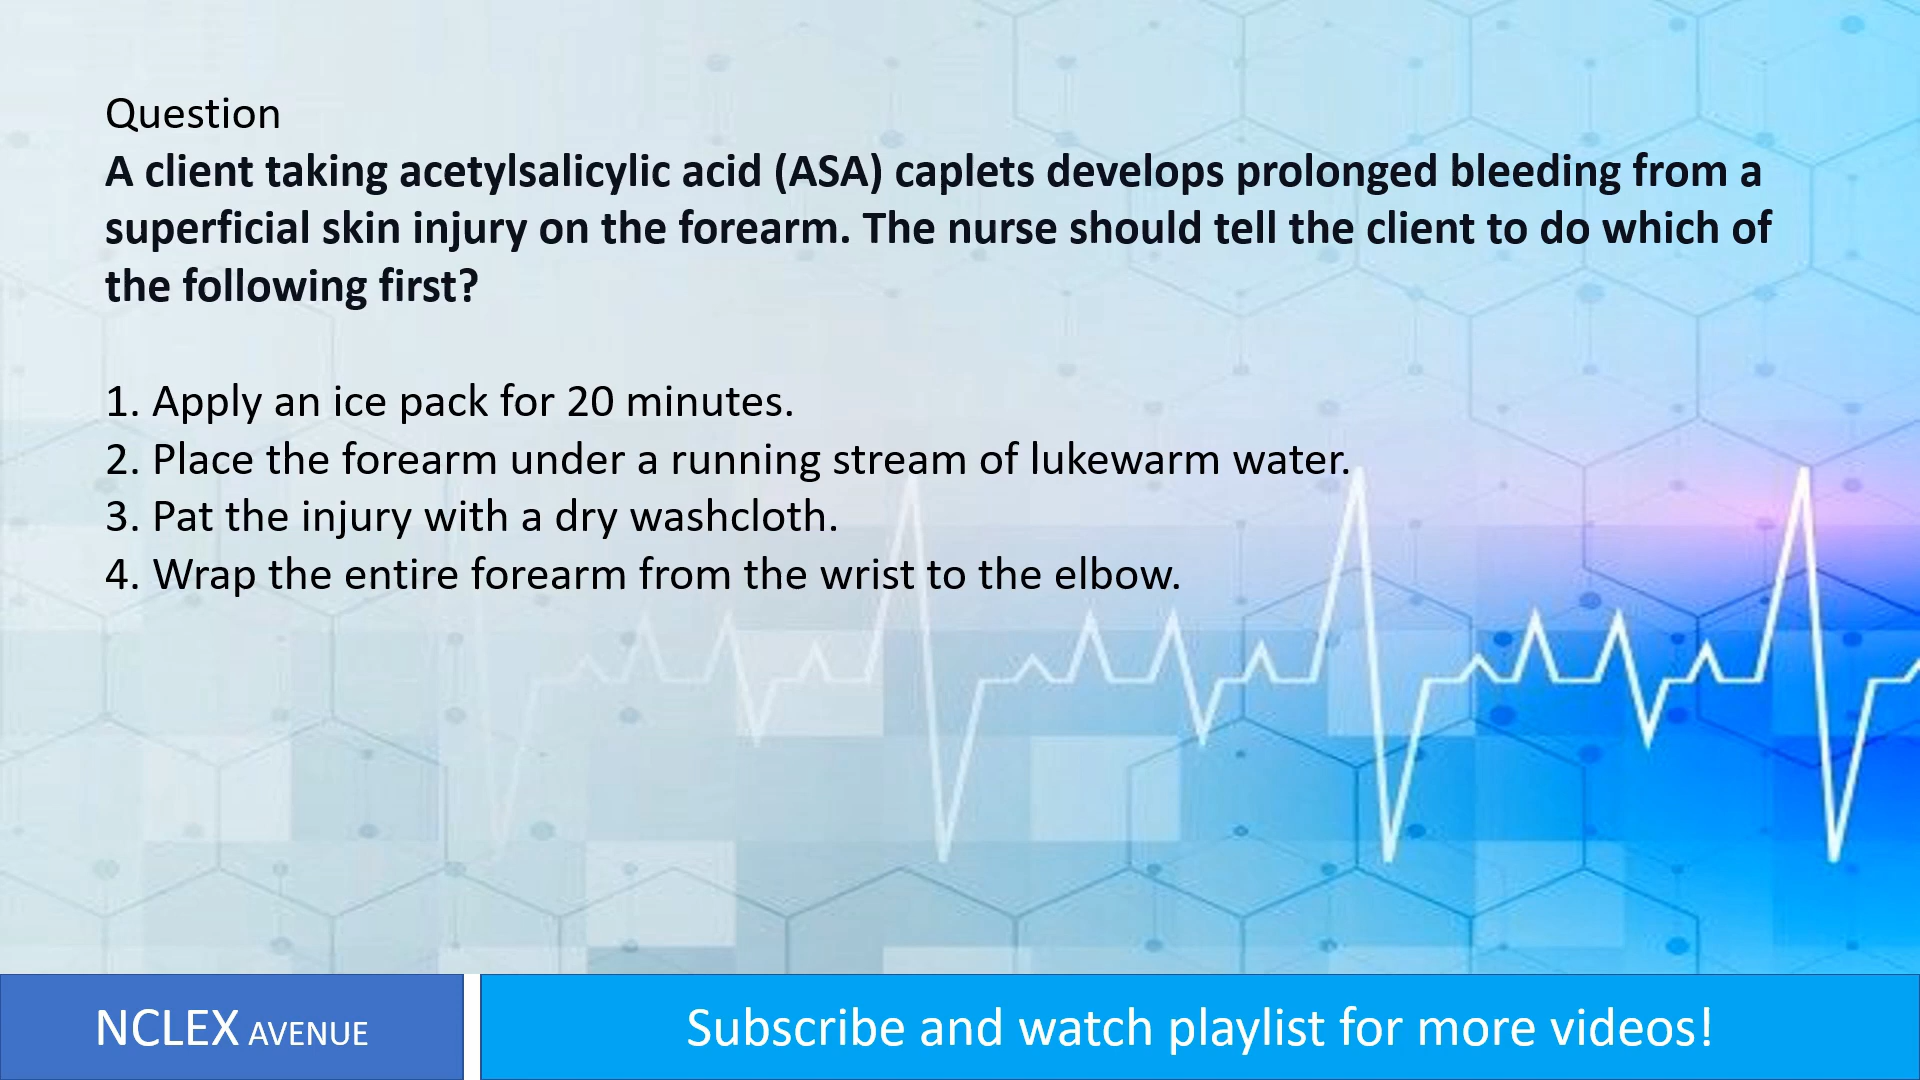 Question
A client taking acetylsalicylic acid (ASA) caplets develops prolonged bleeding from a
superficial skin injury on the forearm. The nurse should tell the client to do which of
the following first?
1. Apply an ice pack for 20 minutes.
2. Place the forearm under a running stream of lukewarm water.
3. Pat the injury with a dry washcloth.
4. Wrap the entire forearm from the wrist to the elbow.
NCLEX AVENUE
Subscribe and watch playlist for more videos!